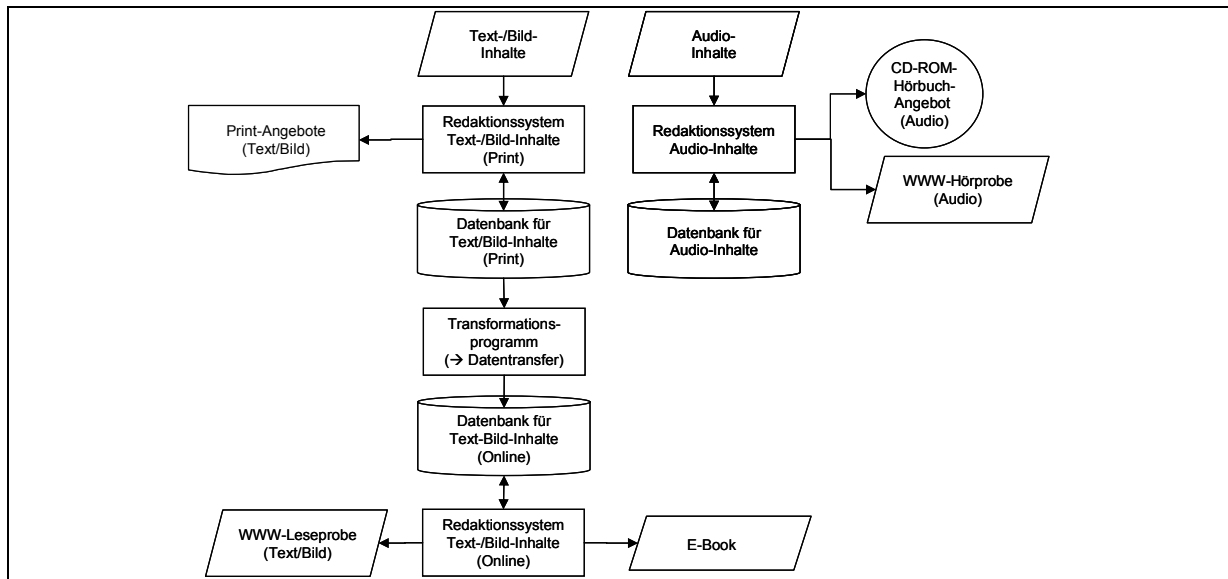 Text-/Bild-
Inhalte
Audio-
Inhalte
CD-ROM-
Hörbuch-
Angebot
(Audio)
Print-Angebote
(Text/Bild)
Redaktionssystem
Text-/Bild-Inhalte
(Print)
Redaktionssystem
Audio-Inhalte
WWW-Hörprobe
(Audio)
Datenbank für
Text/Bild-Inhalte
(Print)
Datenbank für
Audio-Inhalte
Transformations-
programm
(→ Datentransfer)
Datenbank für
Text-Bild-Inhalte
(Online)
WWW-Leseprobe
(Text/Bild)
Redaktionssystem
Text-/Bild-Inhalte
(Online)
E-Book